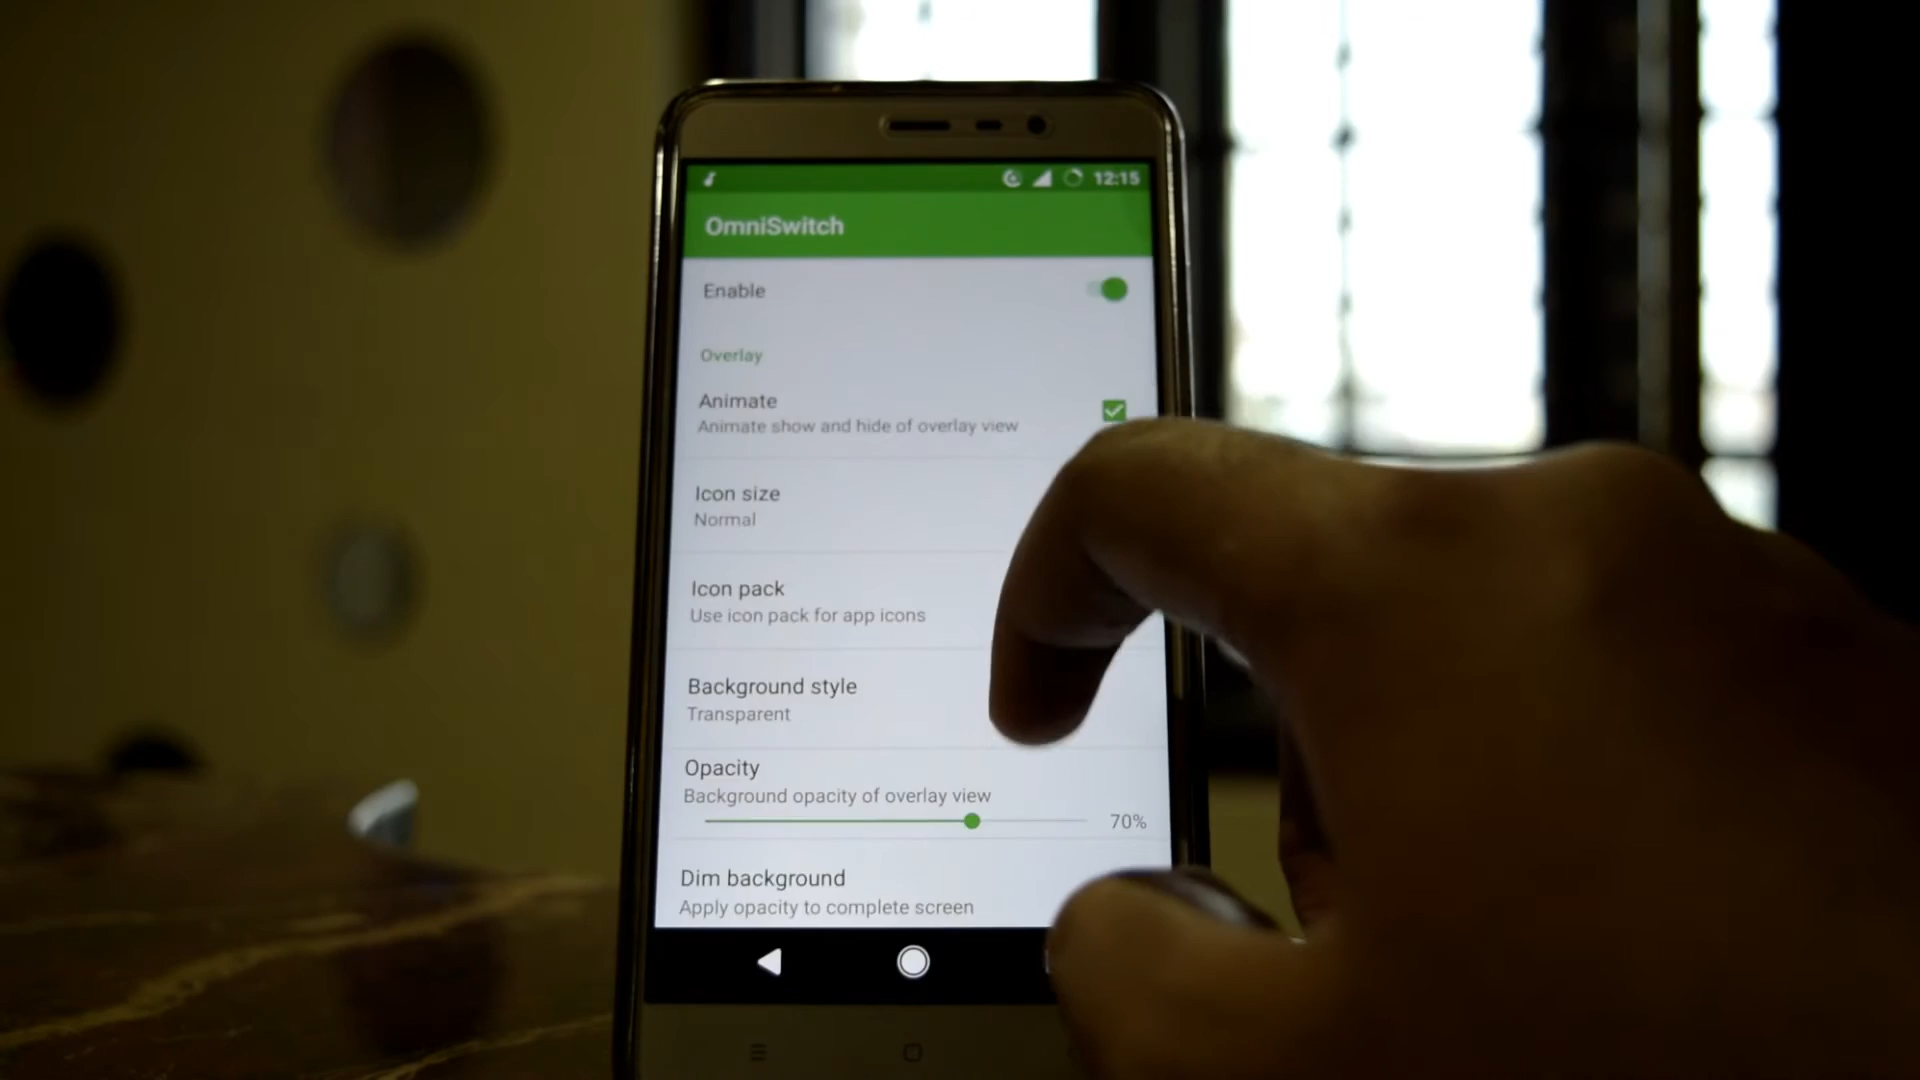 12:15
OmniSwitch
Enable
Overlay
Animate
Animate show and hide of overlay view
Icon size
Normal
Icon pack
Use icon pack for app icons
Background style
Transparent
Opacity
Background opacity of overlay view
70%
Dim background
Apply opacity to complete screen